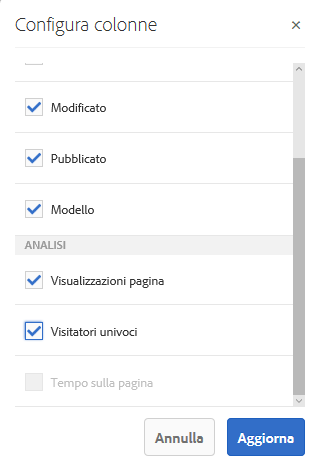 Configura colonne
Modificato
Pubblicato
Modello
ANALISI
Visualizzazioni pagina
Visitatori univoci
Tempo sulla pagina
Annulla Aggiorna